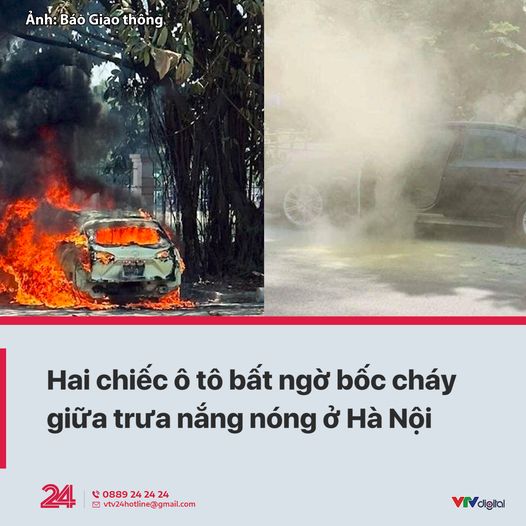 Ảnh: Báo Giao thông
Hai chiếc ô tô bất ngờ bốc cháy
giữa trưa nắng nóng ở Hà Nội
24
0889 24 24 24
vtv24hotline@gmail.com
VTVdigital